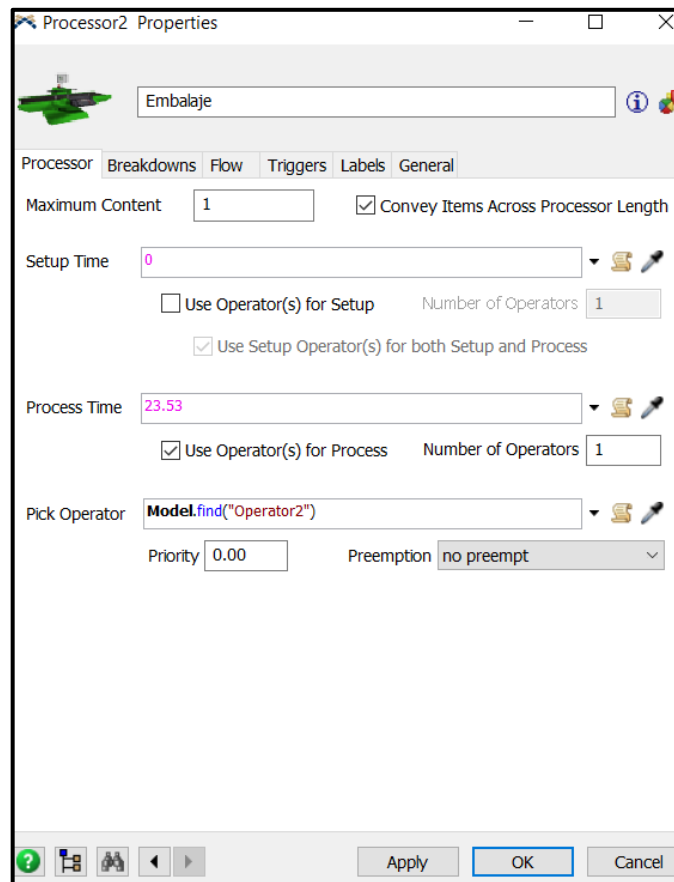 Processor2 Properties
Embalaje
Processor Breakdowns Flow Triggers Labels General
Maximum Content 1 Convey Items Across Processor Length
Setup Time 0
Use Operator(s) for Setup Number of Operators 1
Use Setup Operator(s) for both Setup and Process
Process Time 23.53
Use Operator(s) for Process Number of Operators 1
Pick Operator Model.find("Operator2")
Priority 0.00 Preemption no preempt
Apply OK Cancel